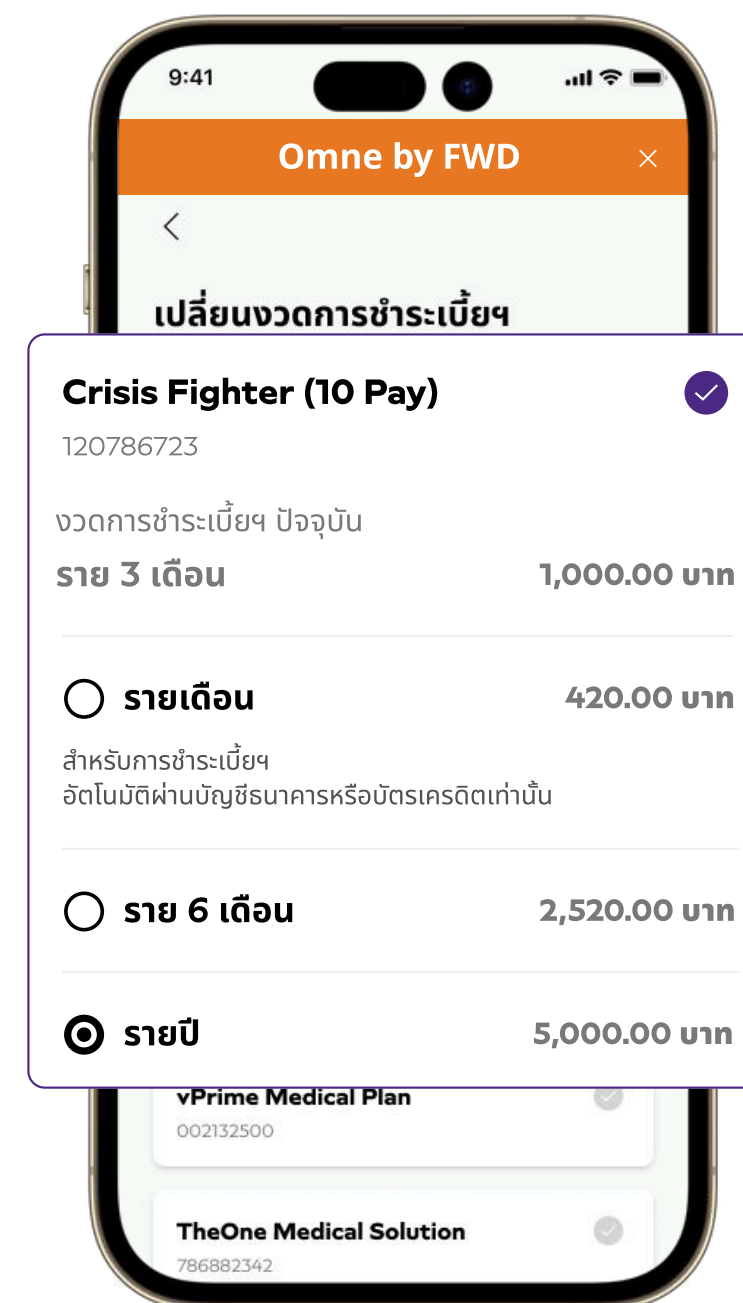 9:41
Omne by FWD
เปลี่ยนงวดการชำระเบี้ยฯ
Crisis Fighter (10 Pay)
120786723
งวดการชำระเบี้ยฯ ปัจจุบัน
ราย 3 เดือน 1,000.00 บาท
รายเดือน 420.00 บาท
สำหรับการชำระเบี้ยฯ
อัตโนมัติผ่านบัญชีธนาคารหรือบัตรเครดิตเท่านั้น
ราย 6 เดือน 2,520.00 บาท
รายปี 5,000.00 บาท
vPrime Medical Plan
002132500
TheOne Medical Solution
786882342